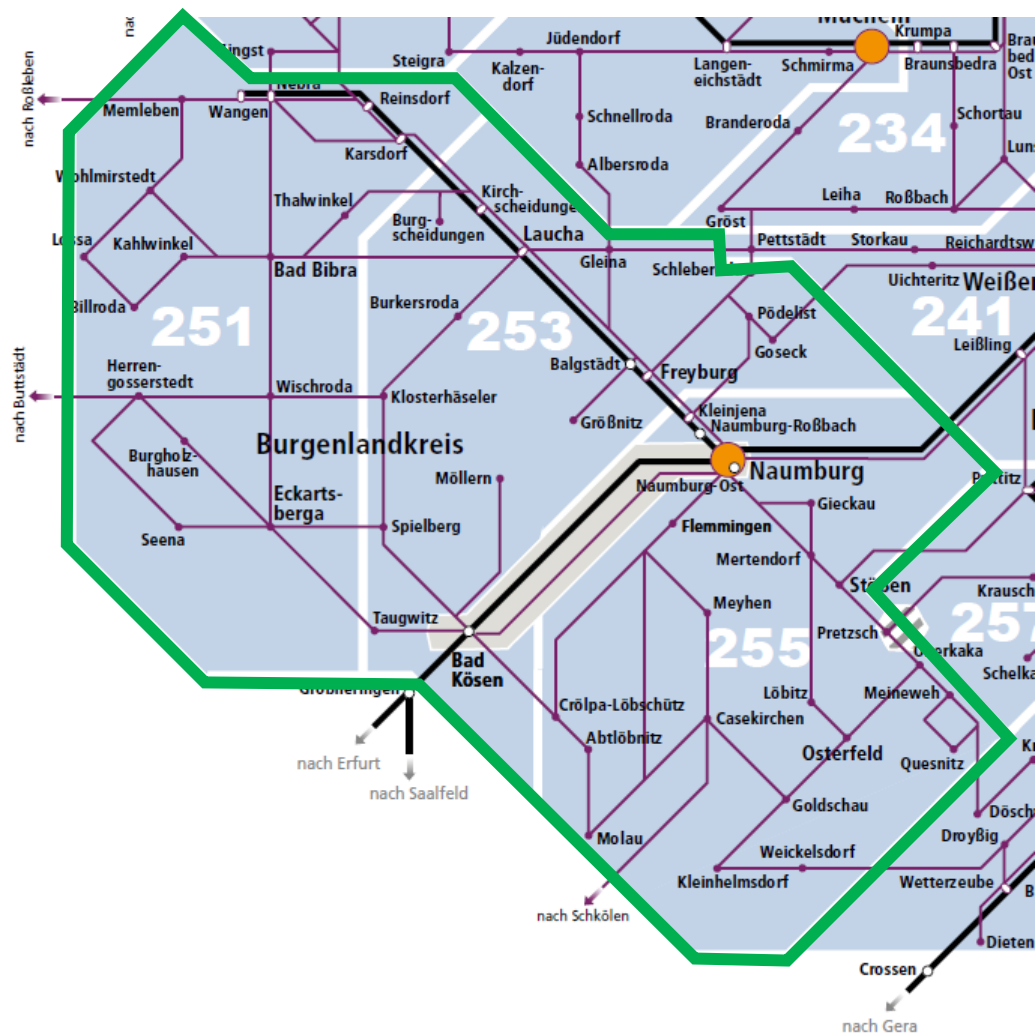 Krumpa
Jüdendorf
Steigra
Kalzen-
dorf
Langen-
eichstädt
Schmirma
Braunsbedra
Ost
nach Roßleben
Memleben
Wangen
Nebra
Reinsdorf
Schnellroda
Branderoda
234
Schortau
Karsdorf
Albersroda
Wohlmirstedt
Thalwinkel
Kirch-
scheidungen
Burg-
scheidungen
Leiha
Roßbach
Gröst
Lossa
Kahlwinkel
Laucha
Pettstädt
Storkau
Bad Bibra
Gleina
Uichteritz
Billroda
251
Burkersroda
253
Pödelist
241
Goseck
Leißling
Balgstädt
Freyburg
nach Buttstädt
Herren-
gosserstedt
Wischroda
Klosterhäseler
Größnitz
Kleinjena
Naumburg-Roßbach
Burgenlandkreis
Burgholz-
hausen
Möllern
Naumburg
Naumburg-Ost
Eckarts-
berga
Gieckau
Seena
Spielberg
Flemmingen
Mertendorf
Stößen
Meyhen
Taugwitz
Pretzsch
257
255
Bad
Kösen
Großheringen
Löbitz
Meineweh
Crölpa-Löbschütz
Casekirchen
Abtlöbnitz
Osterfeld
Quesnitz
nach Erfurt
nach Saalfeld
Goldschau
Molau
Droyßig
Weickelsdorf
Kleinhelmsdorf
Wetterzeube
nach Schkölen
Crossen
nach Gera